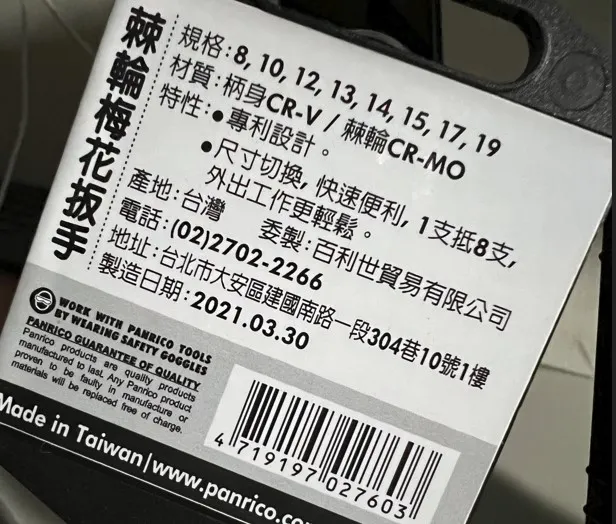 棘輪梅花扳手
規格:8, 10, 12, 13, 14, 15, 17, 19
材質:柄身CR-V / 棘輪CR-MO
特性:●專利設計。
●尺寸切換, 快速便利, 1支抵8支,
外出工作更輕鬆。
產地:台灣 委製:百利世貿易有限公司
電話:(02)2702-2266
地址:台北市大安區建國南路一段304巷10號1樓
製造日期:2021.03.30
WORK WITH PANRICO TOOLS
BY WEARING SAFETY GOGGLES
PANRICO GUARANTEE OF QUALITY
Panrico products are quality products
manufactured to last. Any Panrico product
proven to be faulty in manufacture or
materials will be replaced free of charge.
4 719197 027603
Made in Taiwan|www.panrico.co